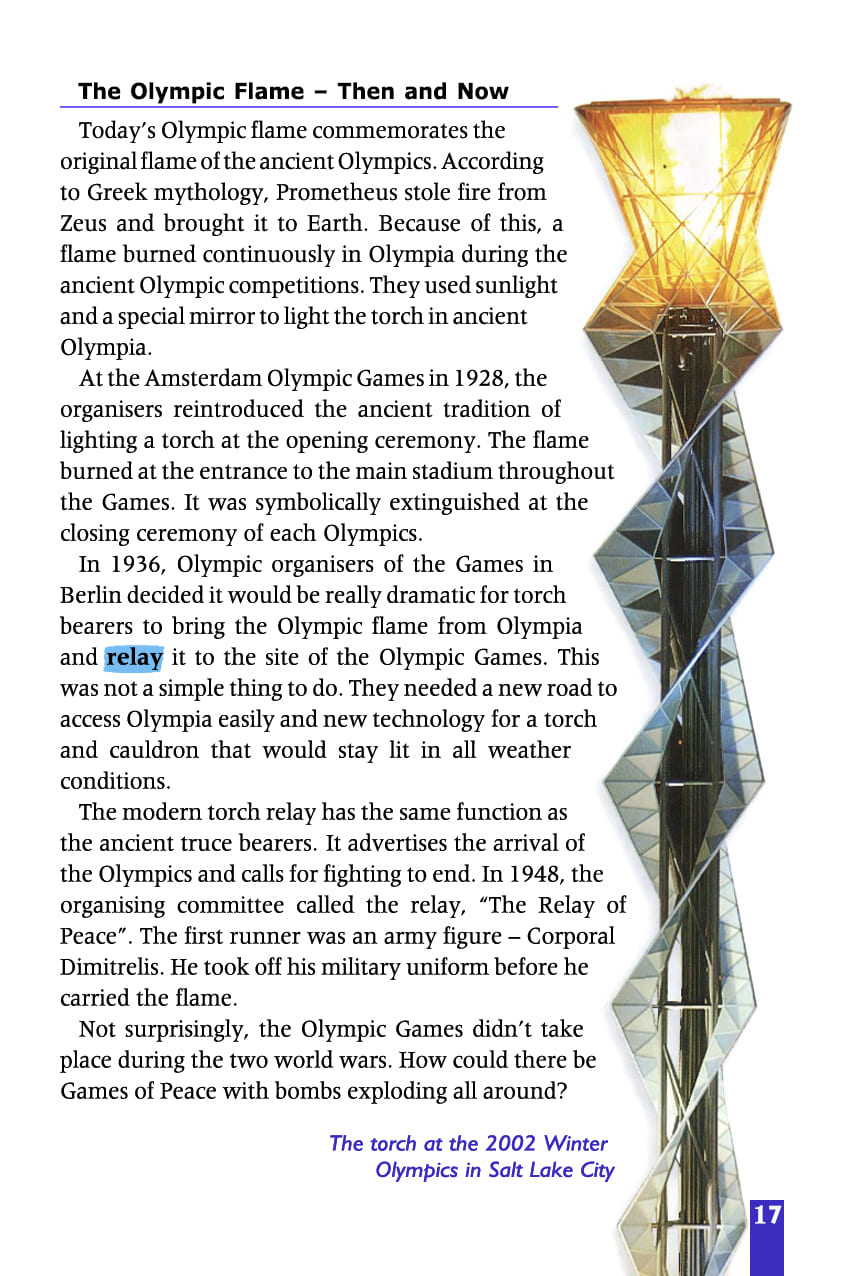 The Olympic Flame – Then and Now
Today’s Olympic flame commemorates the
original flame of the ancient Olympics. According
to Greek mythology, Prometheus stole fire from
Zeus and brought it to Earth. Because of this, a
flame burned continuously in Olympia during the
ancient Olympic competitions. They used sunlight
and a special mirror to light the torch in ancient
Olympia.
At the Amsterdam Olympic Games in 1928, the
organisers reintroduced the ancient tradition of
lighting a torch at the opening ceremony. The flame
burned at the entrance to the main stadium throughout
the Games. It was symbolically extinguished at the
closing ceremony of each Olympics.
In 1936, Olympic organisers of the Games in
Berlin decided it would be really dramatic for torch
bearers to bring the Olympic flame from Olympia
and relay it to the site of the Olympic Games. This
was not a simple thing to do. They needed a new road to
access Olympia easily and new technology for a torch
and cauldron that would stay lit in all weather
conditions.
The modern torch relay has the same function as
the ancient truce bearers. It advertises the arrival of
the Olympics and calls for fighting to end. In 1948, the
organising committee called the relay, “The Relay of
Peace”. The first runner was an army figure – Corporal
Dimitrelis. He took off his military uniform before he
carried the flame.
Not surprisingly, the Olympic Games didn’t take
place during the two world wars. How could there be
Games of Peace with bombs exploding all around?
The torch at the 2002 Winter
Olympics in Salt Lake City
17